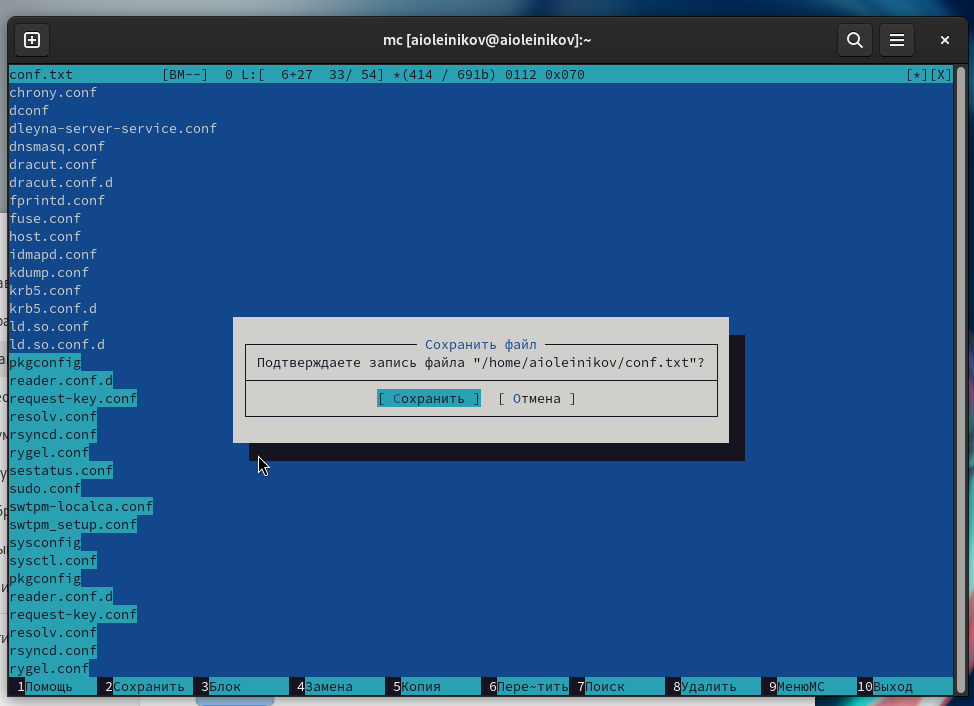 mc [aioleinikov@aioleinikov]:~
conf.txt [BM--] 0 L:[ 6+27 33/ 54] *(414 / 691b) 0112 0x070 [*][X]
chrony.conf
dconf
dleyna-server-service.conf
dnsmasq.conf
dracut.conf
dracut.conf.d
fprintd.conf
fuse.conf
host.conf
idmapd.conf
kdump.conf
krb5.conf
krb5.conf.d
ld.so.conf
ld.so.conf.d
pkgconfig
reader.conf.d
request-key.conf
resolv.conf
rsyncd.conf
rygel.conf
sestatus.conf
sudo.conf
swtpm-localca.conf
swtpm_setup.conf
sysconfig
sysctl.conf
pkgconfig
reader.conf.d
request-key.conf
resolv.conf
rsyncd.conf
rygel.conf
Сохранить файл
Подтверждаете запись файла "/home/aioleinikov/conf.txt"?
[ Сохранить ] [ Отмена ]
1Помощь 2Сохранить 3Блок 4Замена 5Копия 6Пере~тить 7Поиск 8Удалить 9МенюMC 10Выход